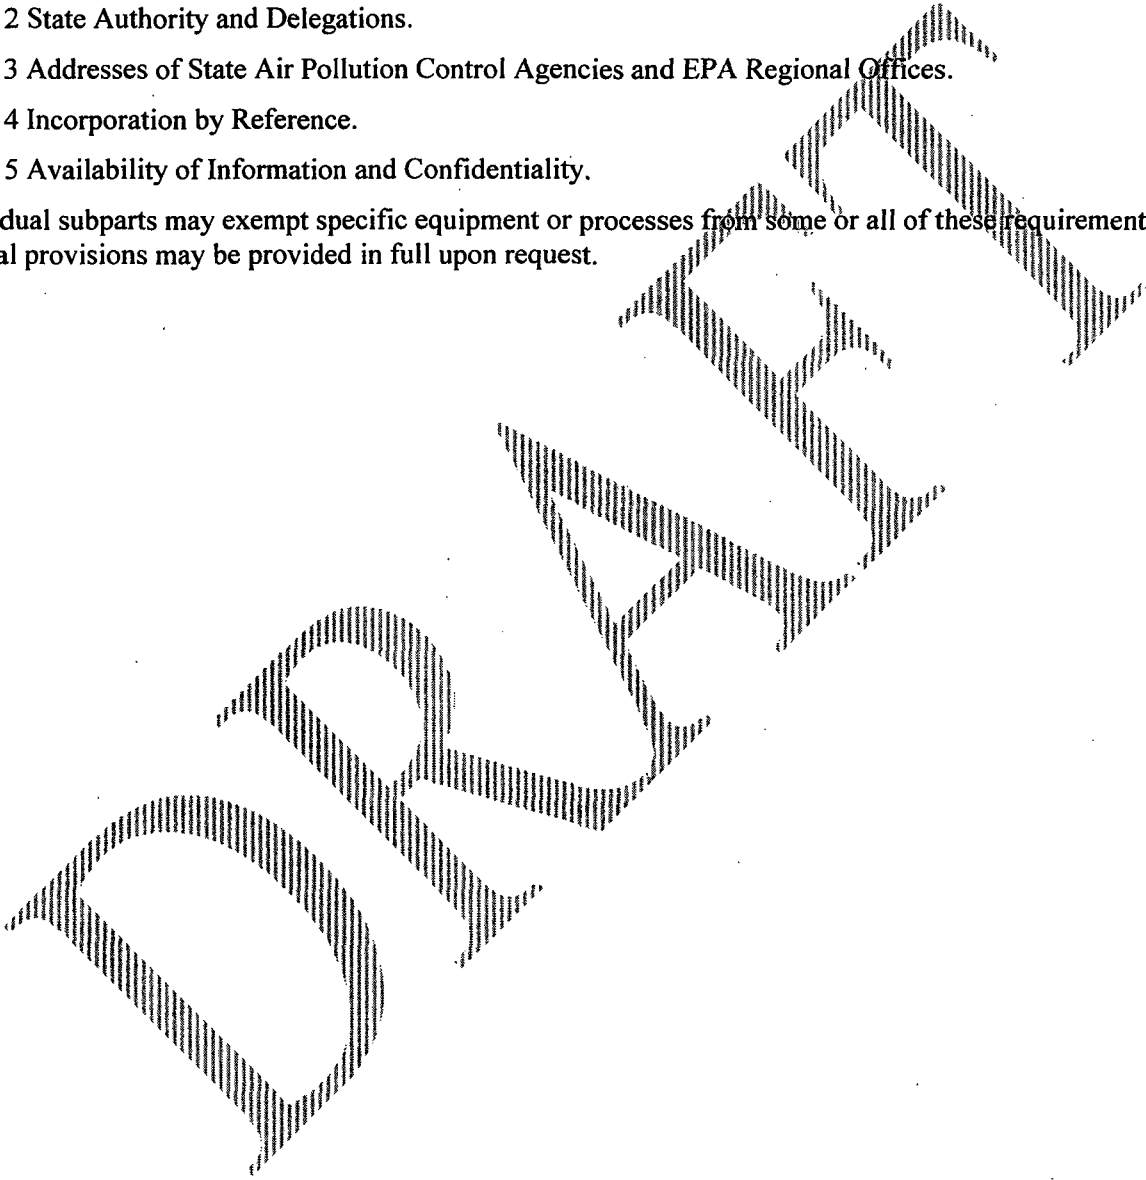 2 State Authority and Delegations.
3 Addresses of State Air Pollution Control Agencies and EPA Regional Offices.
4 Incorporation by Reference.
5 Availability of Information and Confidentiality.
dual subparts may exempt specific equipment or processes from some or all of these requirement
al provisions may be provided in full upon request.
DRAFT